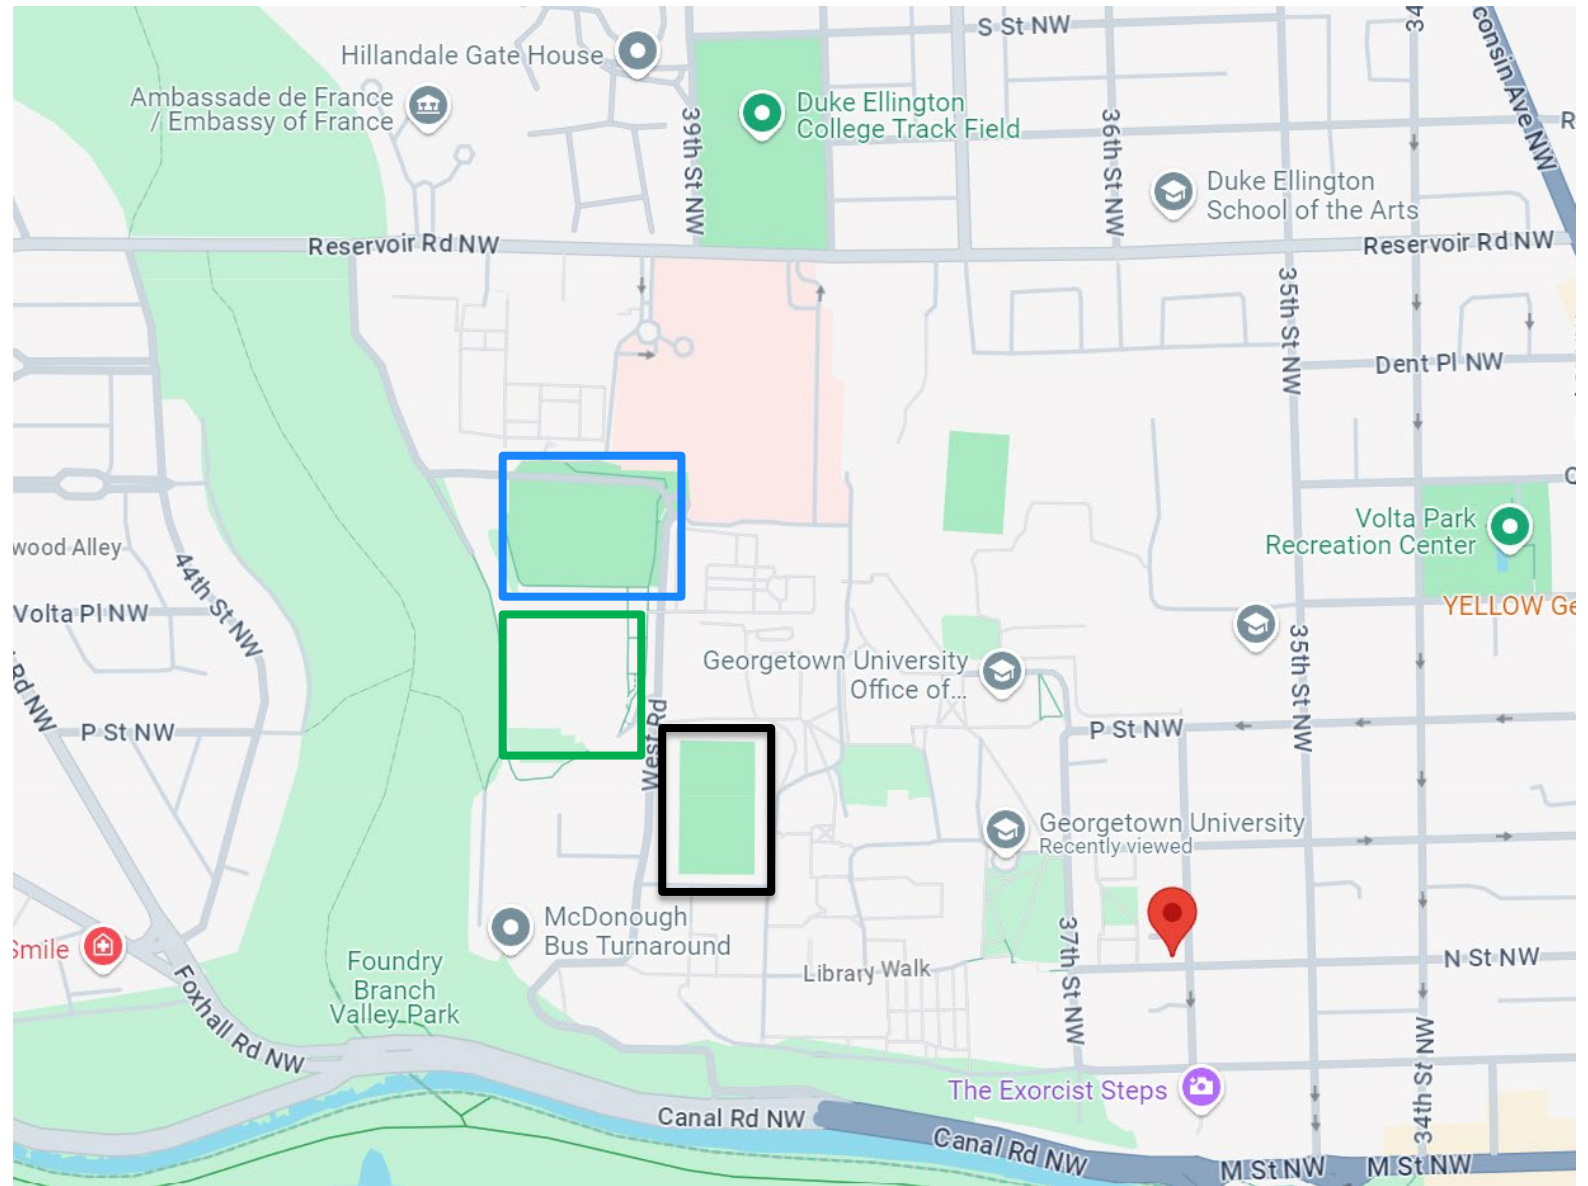 S St NW
34
consin Ave NW
Hillandale Gate House
Ambassade de France
/ Embassy of France
39th St NW
Duke Ellington
College Track Field
36th St NW
R
Duke Ellington
School of the Arts
Reservoir Rd NW
Reservoir Rd NW
35th St NW
Dent Pl NW
Volta Park
Recreation Center
wood Alley
44th St NW
Volta Pl NW
YELLOW Ge
35th St NW
Georgetown University
Office of…
Rd NW
P St NW
West Rd
P St NW
Georgetown University
Recently viewed
McDonough
Bus Turnaround
37th St NW
Smile
Foundry
Branch
Valley Park
Library Walk
N St NW
Foxhall Rd NW
34th St NW
The Exorcist Steps
Canal Rd NW
Canal Rd NW
M St NW
M St NW